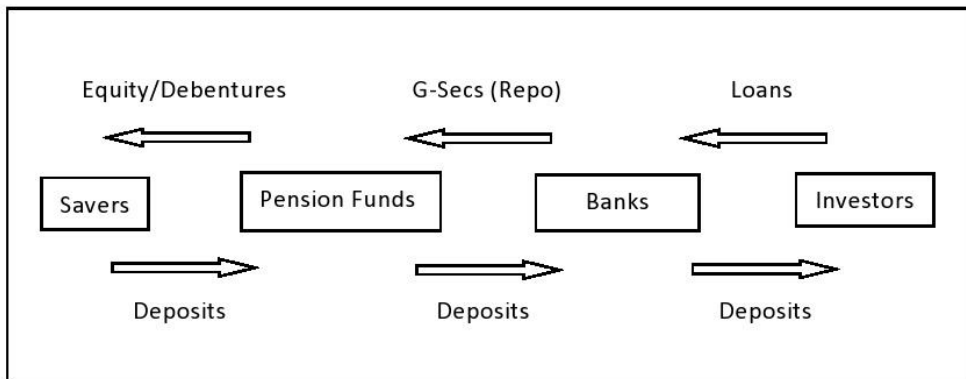 Equity/Debentures G-Secs (Repo) Loans
Savers Pension Funds Banks Investors
Deposits Deposits Deposits